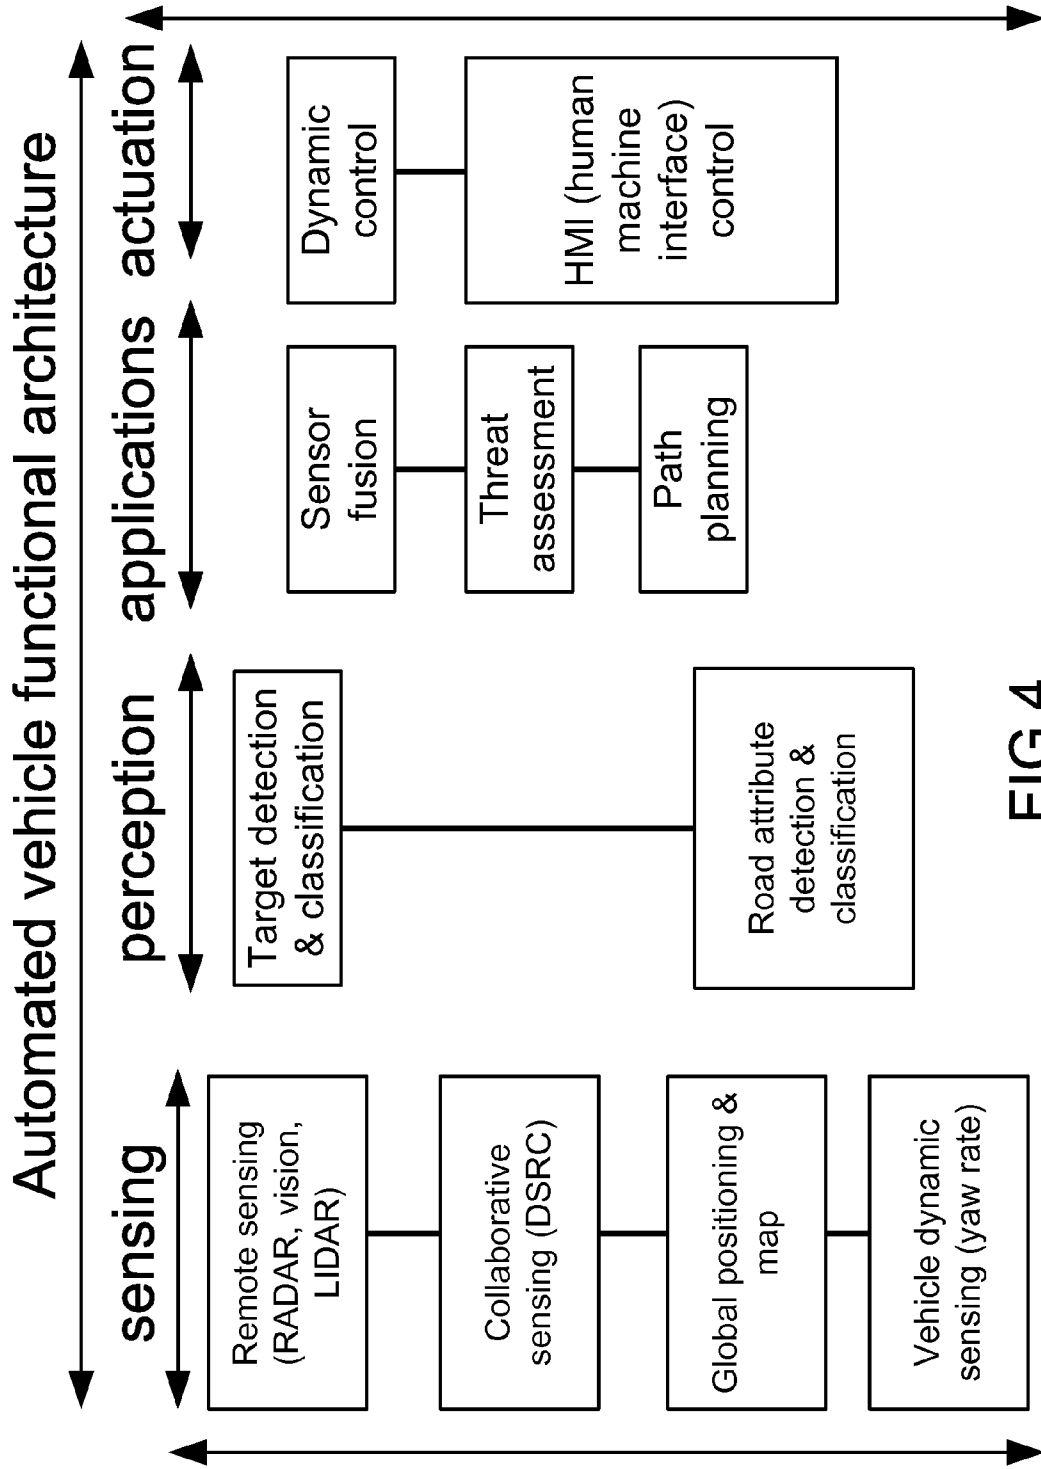 Automated vehicle functional architecture
sensing
perception
applications
actuation
Remote sensing
(RADAR, vision,
LIDAR)
Collaborative
sensing (DSRC)
Global positioning &
map
Vehicle dynamic
sensing (yaw rate)
Target detection
& classification
Road attribute
detection &
classification
Sensor
fusion
Threat
assessment
Path
planning
Dynamic
control
HMI (human
machine
interface)
control
FIG 4